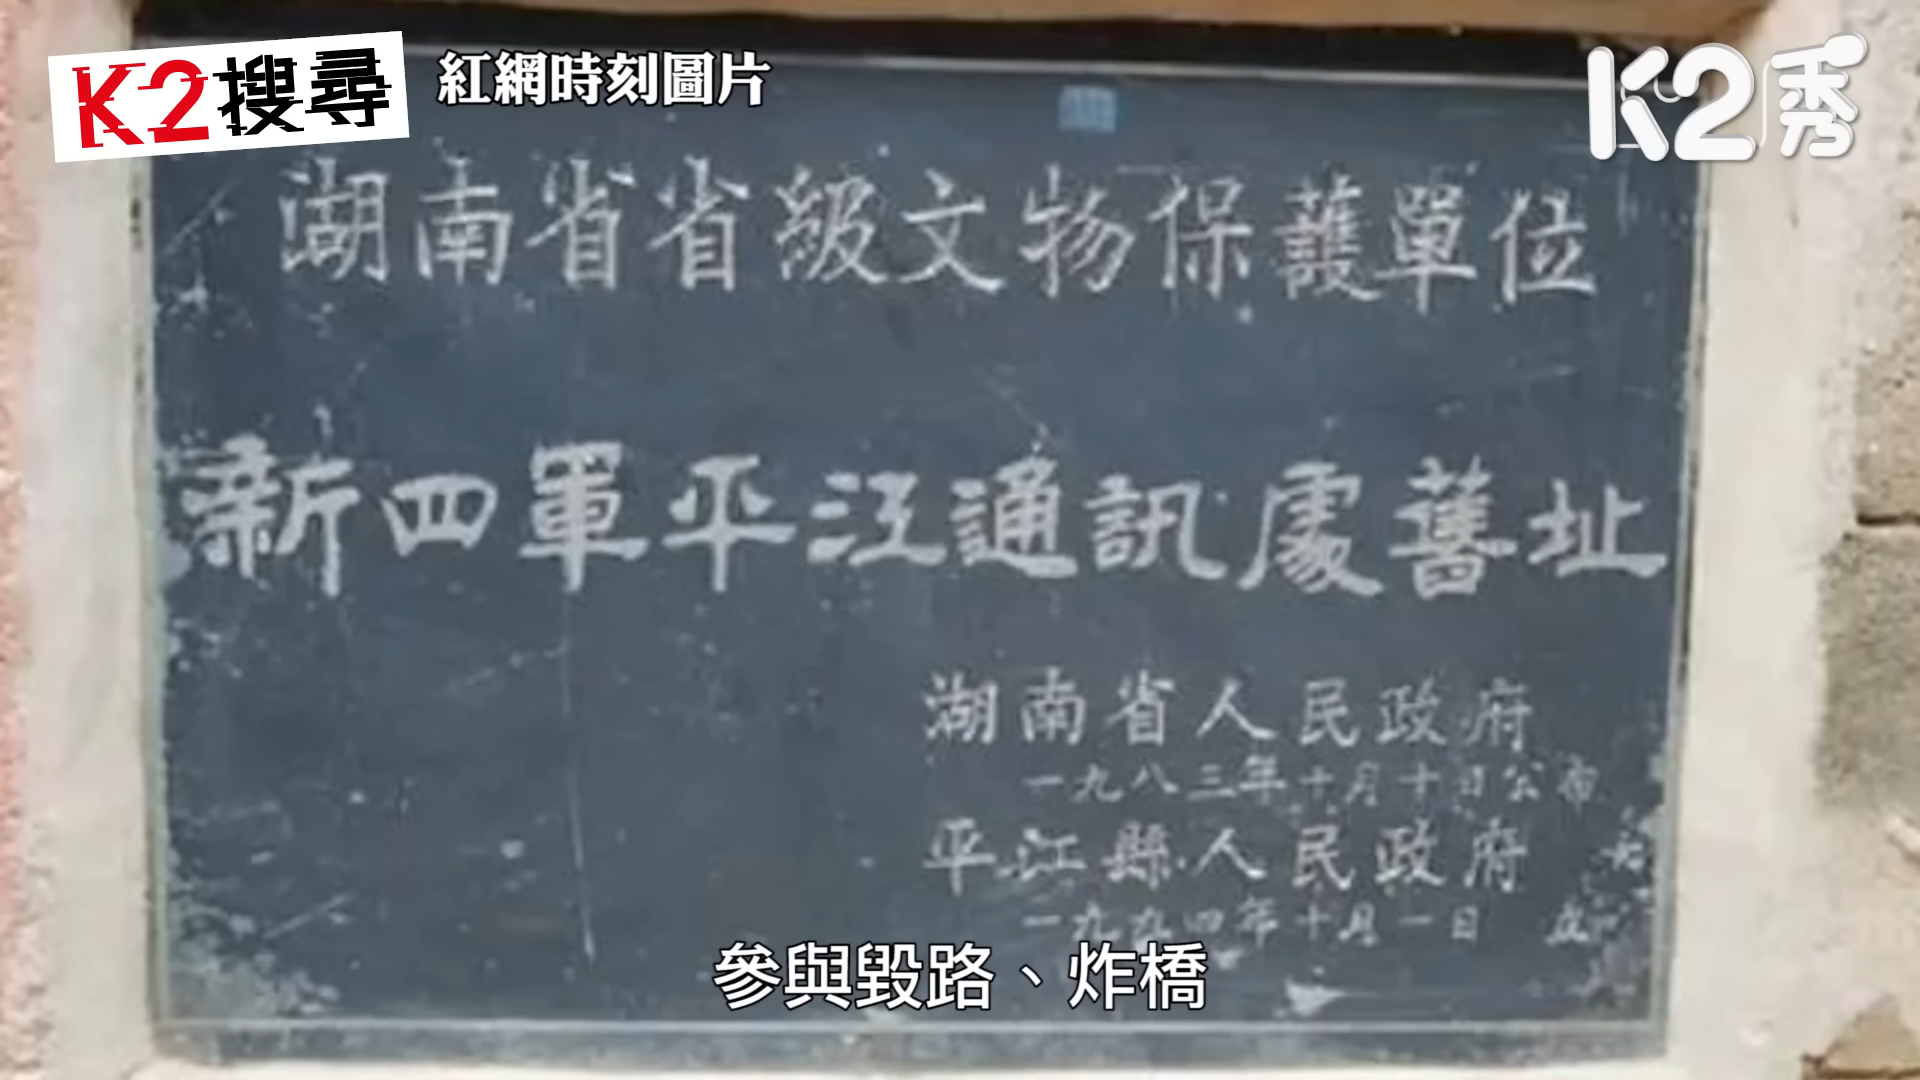 K2搜尋
紅網時刻圖片
K2秀
湖南省省級文物保護單位
新四軍平江通訊處舊址
湖南省人民政府
一九八三年十月十日公布
平江縣人民政府
一九九四年十月一日 立
參與毀路、炸橋